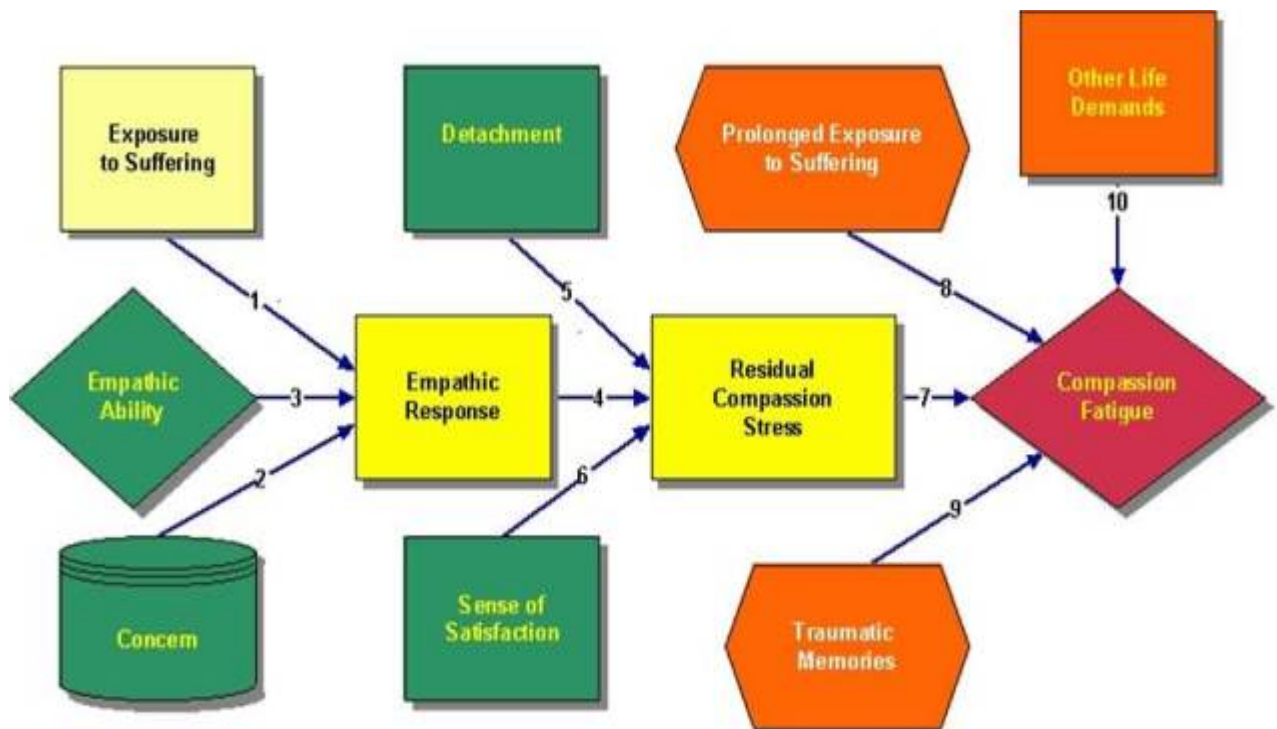 Exposure
to Suffering
Detachment
Prolonged Exposure
to Suffering
Other Life
Demands
10
1
5
8
Empathic
Ability
3
Empathic
Response
4
Residual
Compassion
Stress
7
Compassion
Fatigue
2
6
9
Concern
Sense of
Satisfaction
Traumatic
Memories